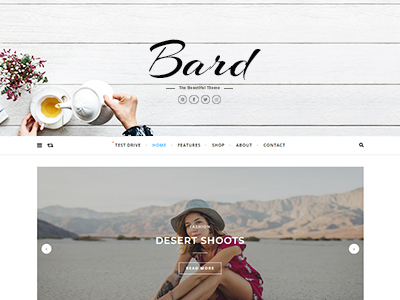 Bard
The Beautiful Theme
TEST DRIVE HOME FEATURES SHOP ABOUT CONTACT
FASHION
DESERT SHOOTS
READ MORE